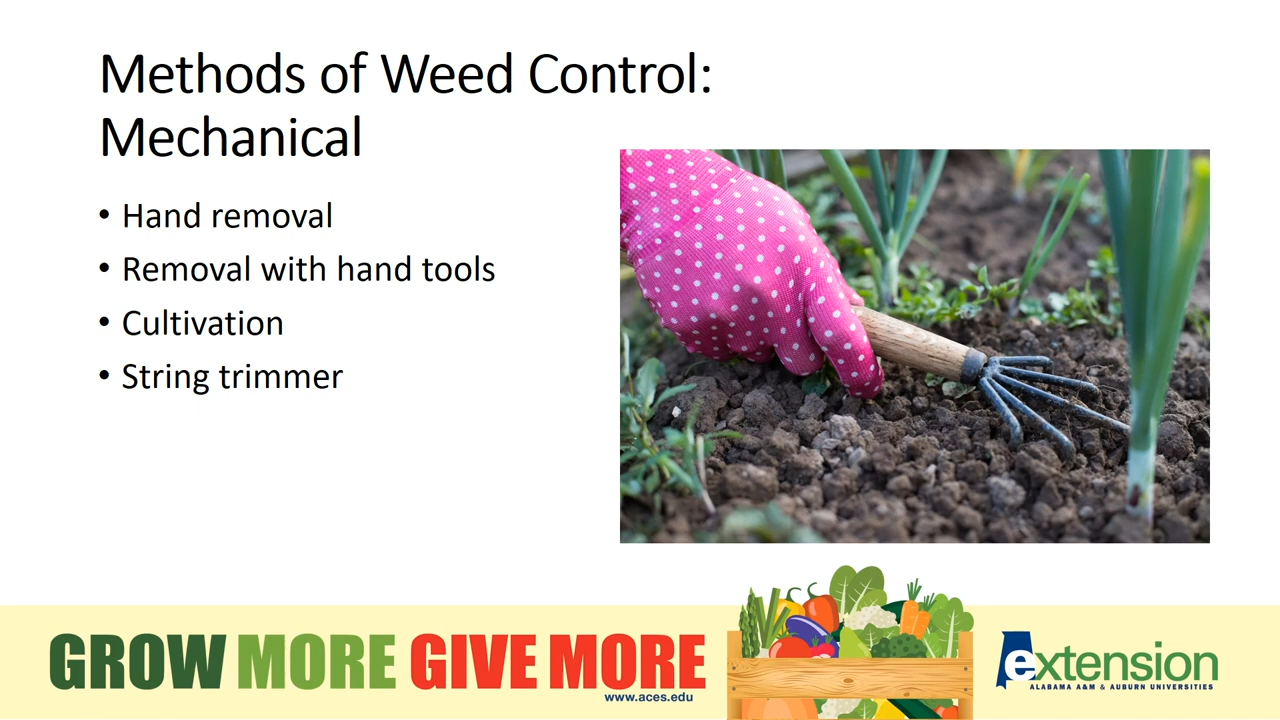 Methods of Weed Control:
Mechanical
• Hand removal
• Removal with hand tools
• Cultivation
• String trimmer
GROW MORE GIVE MORE
www.aces.edu
extension
ALABAMA A&M & AUBURN UNIVERSITIES